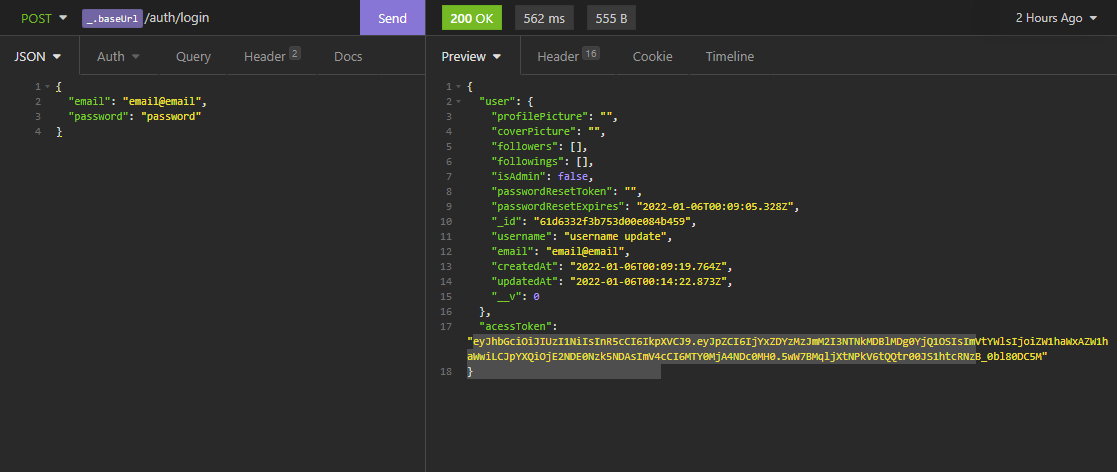 POST _.baseUrl /auth/login Send 200 OK 562 ms 555 B 2 Hours Ago
JSON Auth Query Header 2 Docs Preview Header 16 Cookie Timeline
1 {
2 "email": "email@email",
3 "password": "password"
4 }
1 {
2 "user": {
3 "profilePicture": "",
4 "coverPicture": "",
5 "followers": [],
6 "followings": [],
7 "isAdmin": false,
8 "passwordResetToken": "",
9 "passwordResetExpires": "2022-01-06T00:09:05.328Z",
10 "_id": "61d6332f3b753d00e084b459",
11 "username": "username update",
12 "email": "email@email",
13 "createdAt": "2022-01-06T00:09:19.764Z",
14 "updatedAt": "2022-01-06T00:14:22.873Z",
15 "__v": 0
16 },
17 "acessToken":
"eyJhbGciOiJIUzI1NiIsInR5cCI6IkpXVCJ9.eyJpZCI6IjYxZDYzMzJmM2I3NTNkMDBlMDg0YjQ1OSIsImVtYWlsIjoiZW1haWxAZW1h
aWwiLCJpYXQiOjE2NDE0Nzk5NDAsImV4cCI6MTY0MjA4NDc0MH0.5wW7BMqljXtNPkV6tQQtr00JS1htcRNzB_0bl80DC5M"
18 }